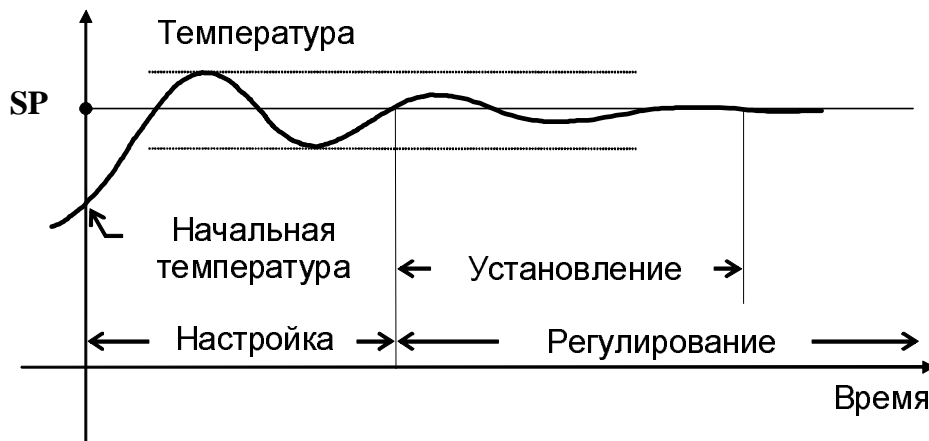 Температура
SP
Начальная
температура
Установление
Настройка
Регулирование
Время